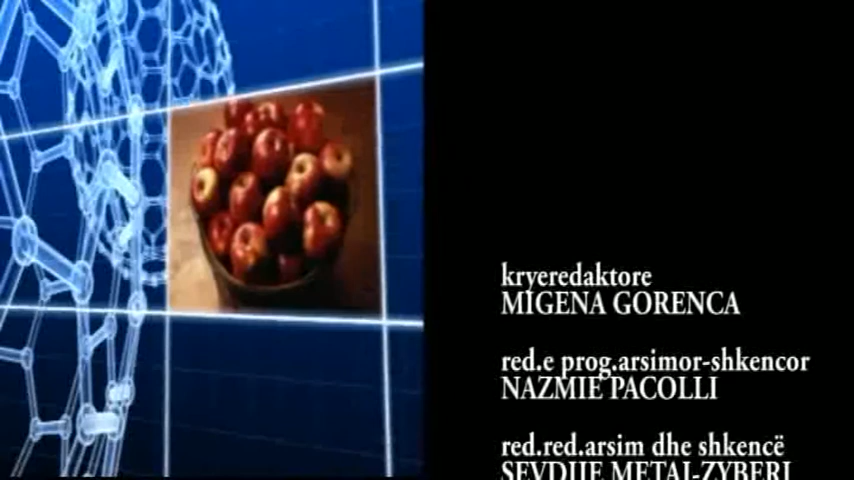 kryeredaktore
MIGENA GORENCA
red.e prog.arsimor-shkencor
NAZMIE PACOLLI
red.red.arsim dhe shkencë
SEVDIJE METAJ-ZYBERI